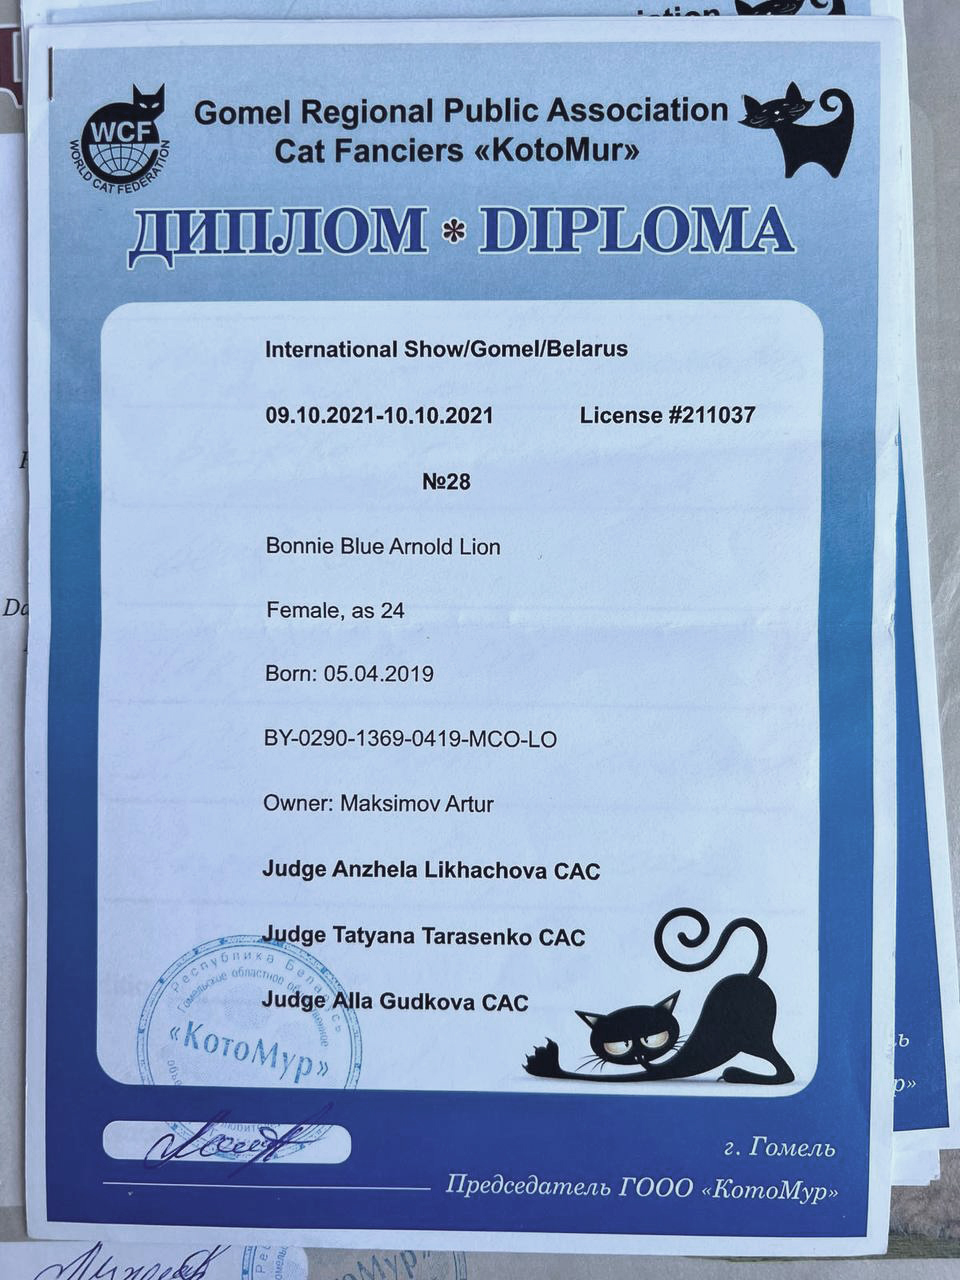 WCF
WORLD CAT FEDERATION
Gomel Regional Public Association
Cat Fanciers «KotoMur»
ДИПЛОМ * DIPLOMA
International Show/Gomel/Belarus
09.10.2021-10.10.2021 License #211037
№28
Bonnie Blue Arnold Lion
Female, as 24
Born: 05.04.2019
BY-0290-1369-0419-MCO-LO
Owner: Maksimov Artur
Judge Anzhela Likhachova CAC
Judge Tatyana Tarasenko CAC
Judge Alla Gudkova CAC
Республика Беларусь
Гомельское областное общественное
«КотоМур»
г. Гомель
Председатель ГООО «КотоМур»